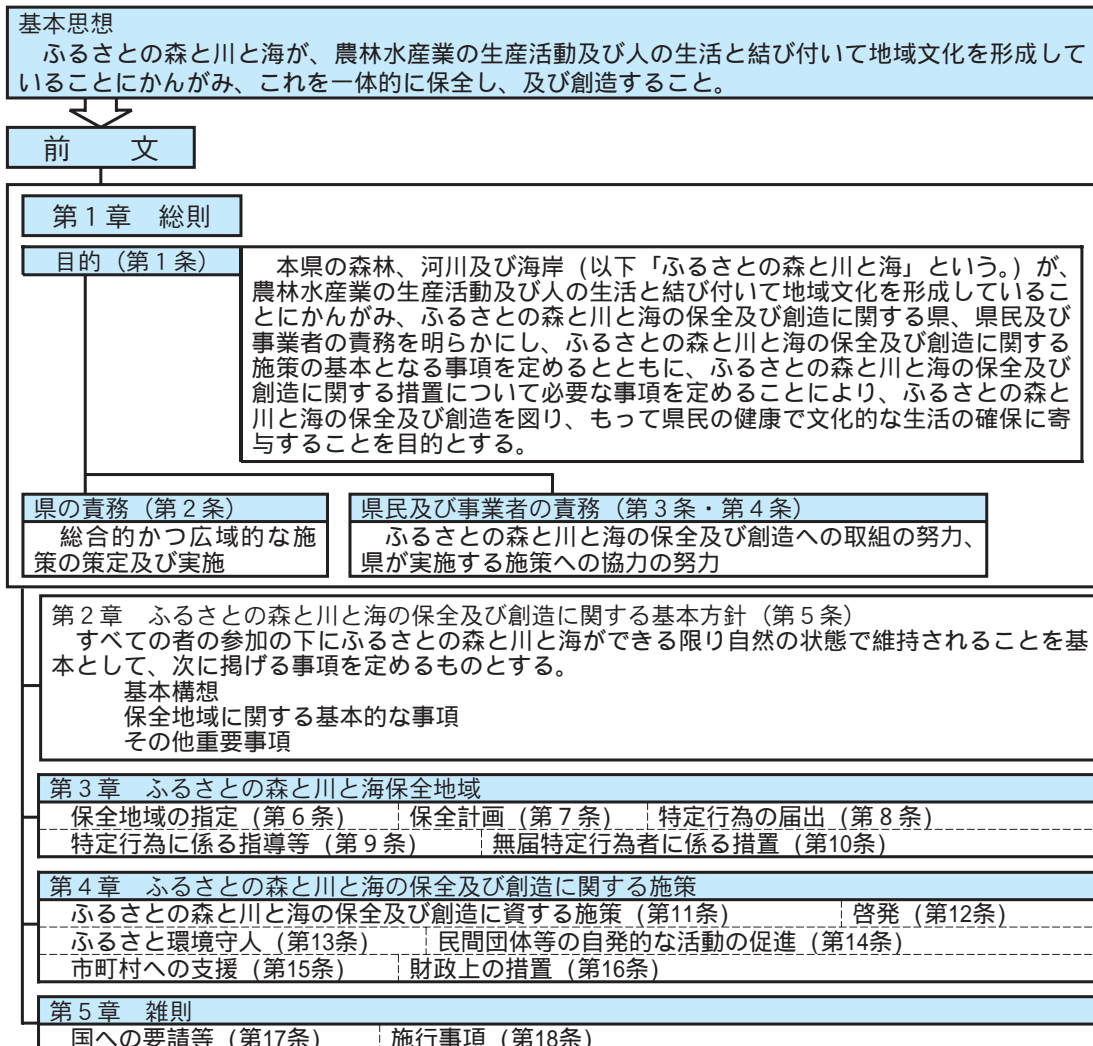 基本思想
ふるさとの森と川と海が、農林水産業の生産活動及び人の生活と結び付いて地域文化を形成して
いることにかんがみ、これを一体的に保全し、及び創造すること。
前 文
第1章 総則
目的（第1条）
本県の森林、河川及び海岸（以下「ふるさとの森と川と海」という。）が、
農林水産業の生産活動及び人の生活と結び付いて地域文化を形成しているこ
とにかんがみ、ふるさとの森と川と海の保全及び創造に関する県、県民及び
事業者の責務を明らかにし、ふるさとの森と川と海の保全及び創造に関する
施策の基本となる事項を定めるとともに、ふるさとの森と川と海の保全及び
創造に関する措置について必要な事項を定めることにより、ふるさとの森と
川と海の保全及び創造を図り、もって県民の健康で文化的な生活の確保に寄
与することを目的とする。
県の責務（第2条）
総合的かつ広域的な施
策の策定及び実施
県民及び事業者の責務（第3条・第4条）
ふるさとの森と川と海の保全及び創造への取組の努力、
県が実施する施策への協力の努力
第2章 ふるさとの森と川と海の保全及び創造に関する基本方針（第5条）
すべての者の参加の下にふるさとの森と川と海ができる限り自然の状態で維持されることを基
本として、次に掲げる事項を定めるものとする。
基本構想
保全地域に関する基本的な事項
その他重要事項
第3章 ふるさとの森と川と海保全地域
保全地域の指定（第6条） 保全計画（第7条） 特定行為の届出（第8条）
特定行為に係る指導等（第9条） 無届特定行為者に係る措置（第10条）
第4章 ふるさとの森と川と海の保全及び創造に関する施策
ふるさとの森と川と海の保全及び創造に資する施策（第11条） 啓発（第12条）
ふるさと環境守人（第13条） 民間団体等の自発的な活動の促進（第14条）
市町村への支援（第15条） 財政上の措置（第16条）
第5章 雑則
国への要請等（第17条） 施行事項（第18条）